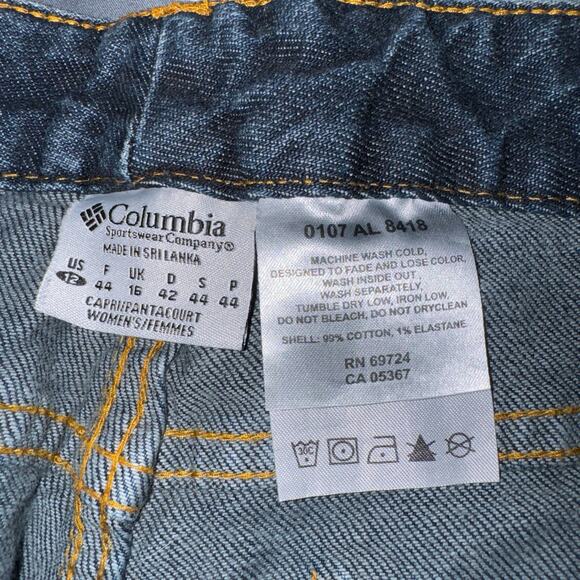 Columbia
Sportswear Company®
MADE IN SRI LANKA
US F UK D S P
12 44 16 42 44 44
CAPRI/PANTACOURT
WOMEN'S/FEMMES
0107 AL 8418
MACHINE WASH COLD,
DESIGNED TO FADE AND LOSE COLOR,
WASH INSIDE OUT,
WASH SEPARATELY,
TUMBLE DRY LOW, IRON LOW,
DO NOT BLEACH, DO NOT DRYCLEAN
SHELL: 99% COTTON, 1% ELASTANE
RN 69724
CA 05367
30C